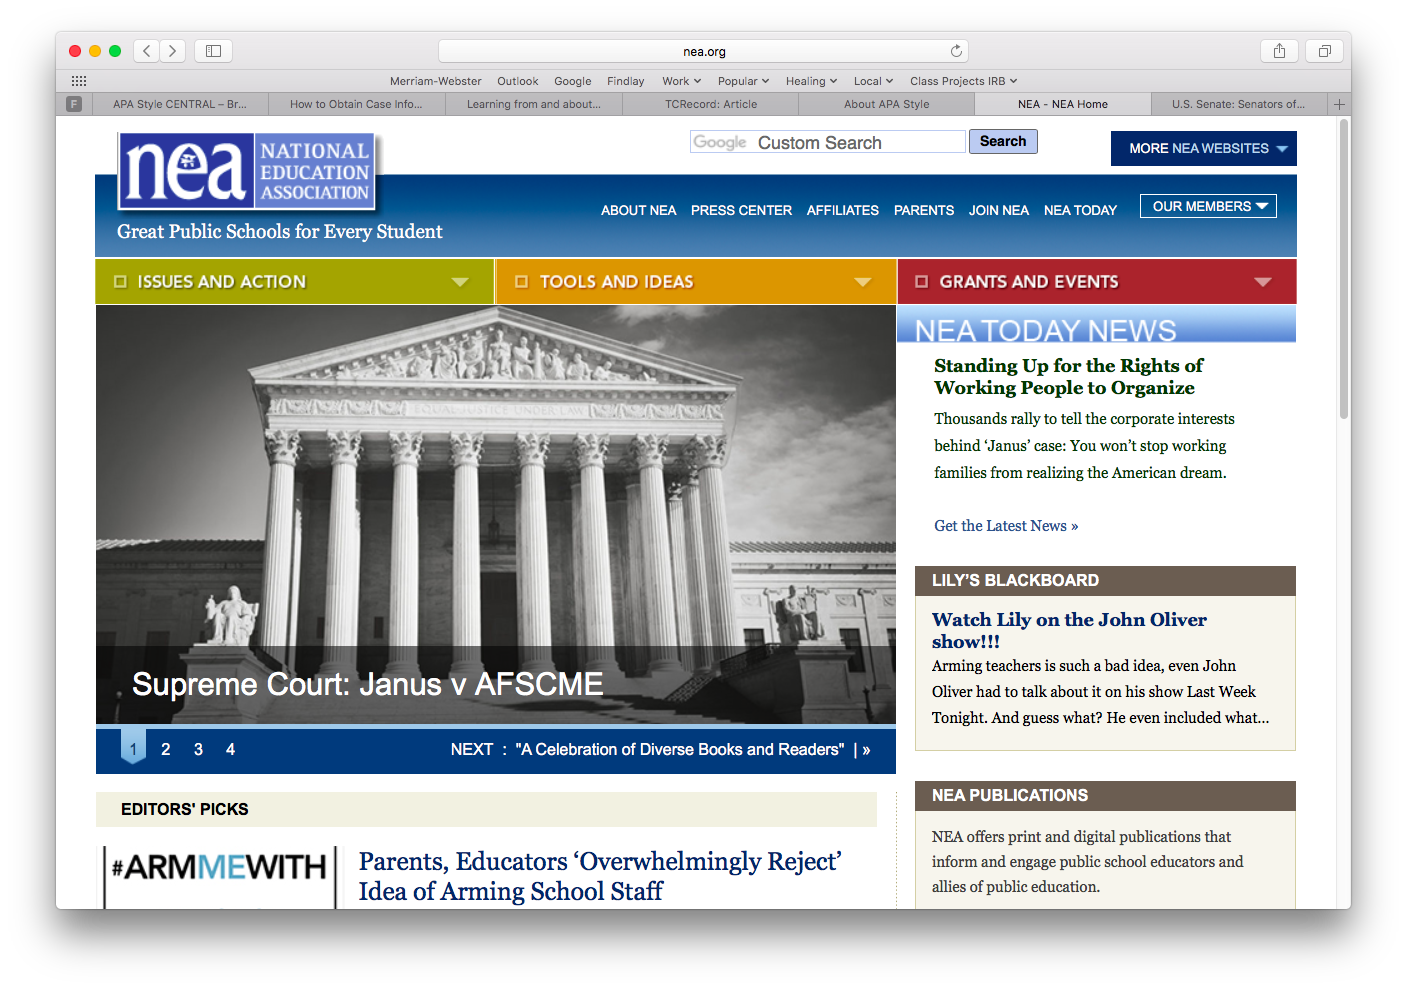 nea.org
Merriam-Webster Outlook Google Findlay Work Popular Healing Local Class Projects IRB
F APA Style CENTRAL – Br... How to Obtain Case Info... Learning from and about... TCRecord: Article About APA Style NEA - NEA Home U.S. Senate: Senators of...
nea NATIONAL EDUCATION ASSOCIATION
Great Public Schools for Every Student
Google Custom Search Search
MORE NEA WEBSITES
ABOUT NEA PRESS CENTER AFFILIATES PARENTS JOIN NEA NEA TODAY OUR MEMBERS
ISSUES AND ACTION TOOLS AND IDEAS GRANTS AND EVENTS
EQUAL JUSTICE UNDER LAW
Supreme Court: Janus v AFSCME
1 2 3 4 NEXT : "A Celebration of Diverse Books and Readers" | »
EDITORS' PICKS
#ARMMEWITH
Parents, Educators ‘Overwhelmingly Reject’
Idea of Arming School Staff
NEA TODAY NEWS
Standing Up for the Rights of
Working People to Organize
Thousands rally to tell the corporate interests
behind ‘Janus’ case: You won’t stop working
families from realizing the American dream.
Get the Latest News »
LILY’S BLACKBOARD
Watch Lily on the John Oliver
show!!!
Arming teachers is such a bad idea, even John
Oliver had to talk about it on his show Last Week
Tonight. And guess what? He even included what...
NEA PUBLICATIONS
NEA offers print and digital publications that
inform and engage public school educators and
allies of public education.